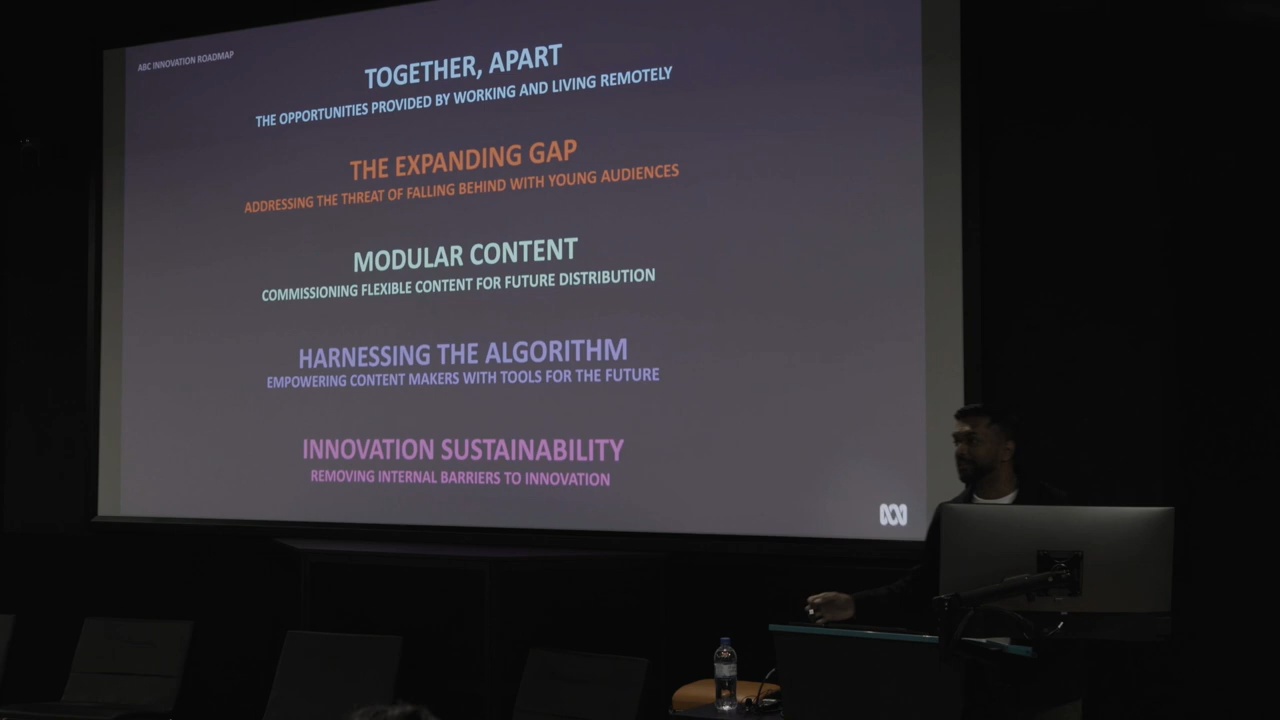 ABC INNOVATION ROADMAP
TOGETHER, APART
THE OPPORTUNITIES PROVIDED BY WORKING AND LIVING REMOTELY
THE EXPANDING GAP
ADDRESSING THE THREAT OF FALLING BEHIND WITH YOUNG AUDIENCES
MODULAR CONTENT
COMMISSIONING FLEXIBLE CONTENT FOR FUTURE DISTRIBUTION
HARNESSING THE ALGORITHM
EMPOWERING CONTENT MAKERS WITH TOOLS FOR THE FUTURE
INNOVATION SUSTAINABILITY
REMOVING INTERNAL BARRIERS TO INNOVATION